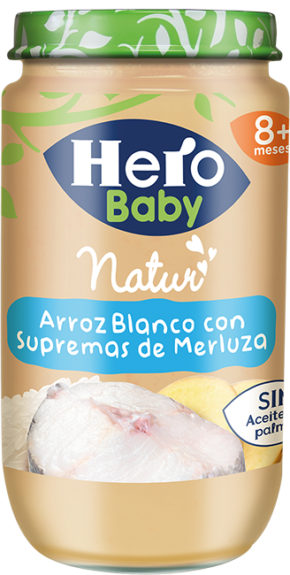 8+
meses
Hero
Baby
Natur
Arroz Blanco con
Supremas de Merluza
SIN
Aceite
palm